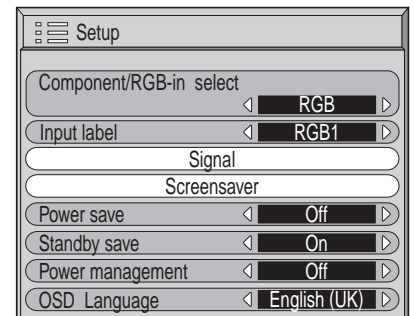 Setup
Component/RGB-in select
RGB
Input label RGB1
Signal
Screensaver
Power save Off
Standby save On
Power management Off
OSD Language English (UK)